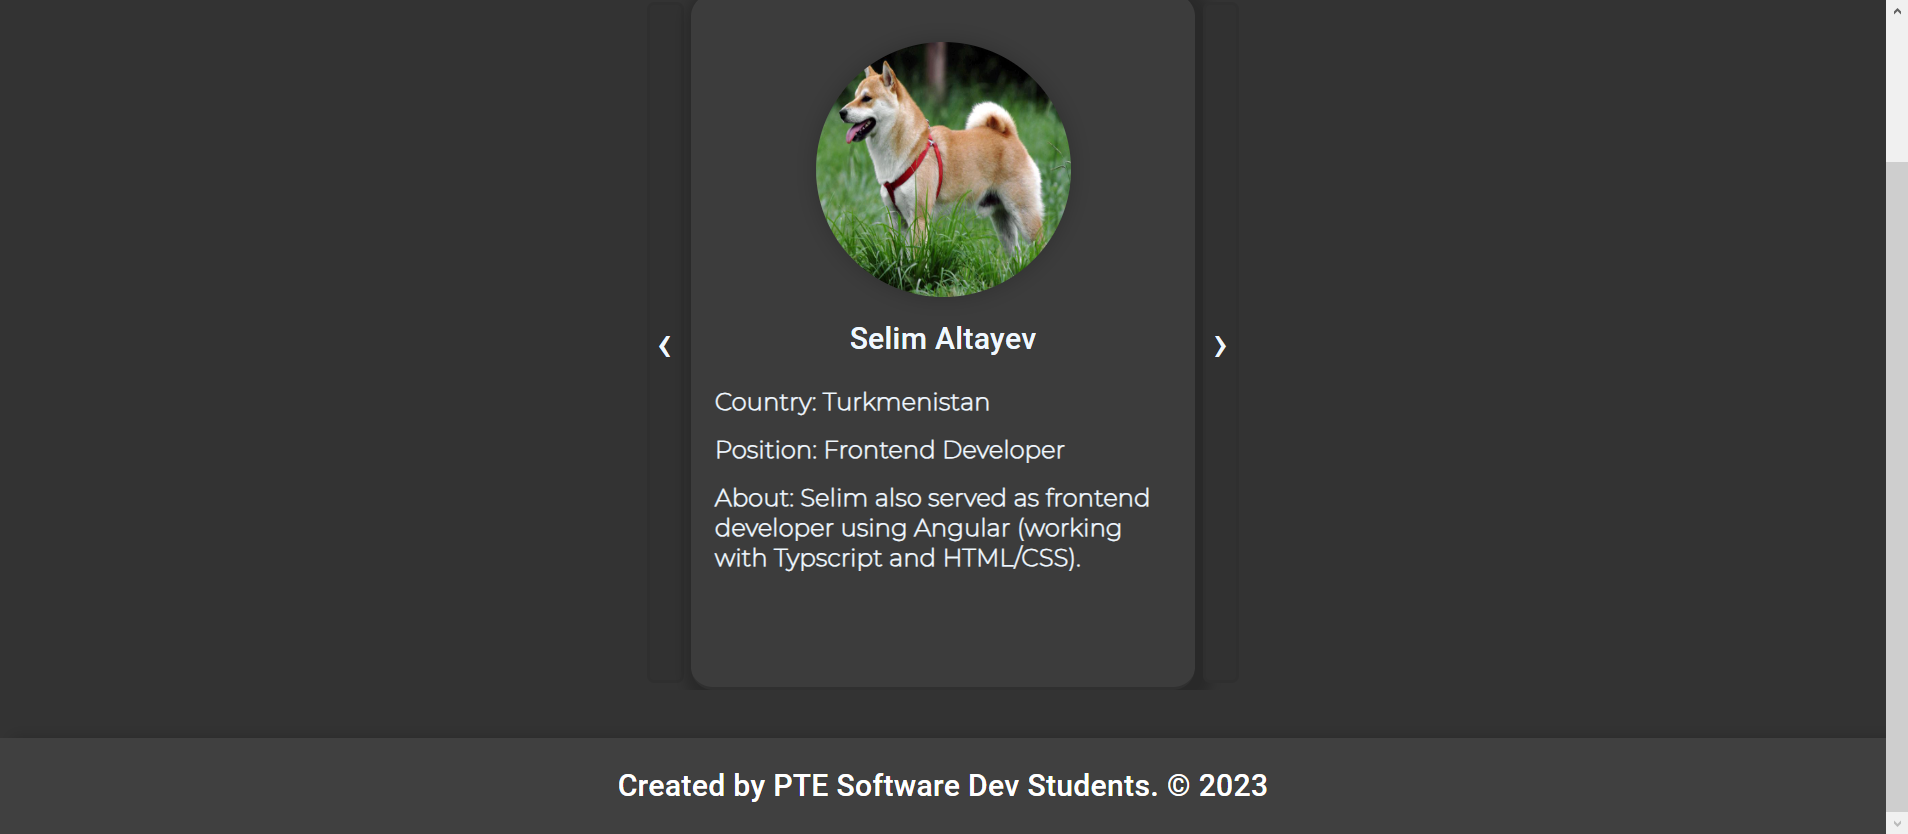 Selim Altayev
❮
❯
Country: Turkmenistan
Position: Frontend Developer
About: Selim also served as frontend
developer using Angular (working
with Typscript and HTML/CSS).
Created by PTE Software Dev Students. © 2023